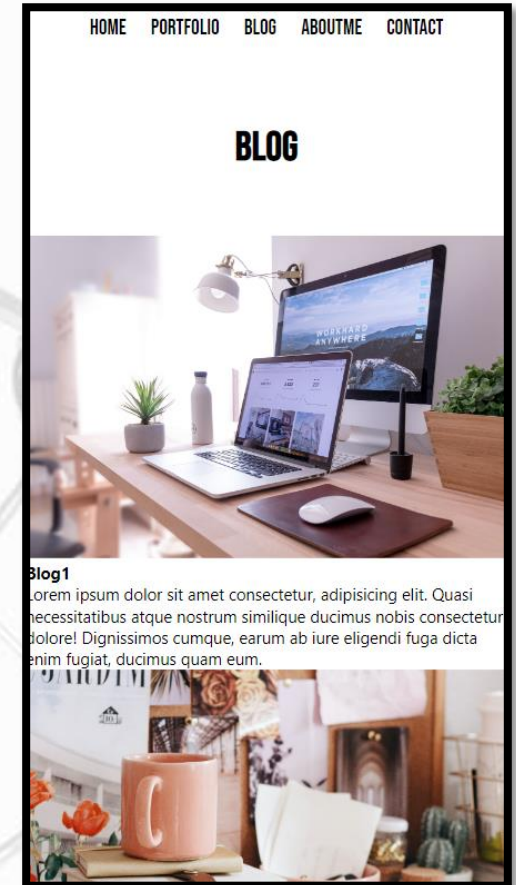 HOME PORTFOLIO BLOG ABOUTME CONTACT
BLOG
WORKHARD
ANYWHERE
Blog1
Lorem ipsum dolor sit amet consectetur, adipisicing elit. Quasi
necessitatibus atque nostrum similique ducimus nobis consectetur
dolore! Dignissimos cumque, earum ab iure eligendi fuga dicta
enim fugiat, ducimus quam eum.
JARDIM